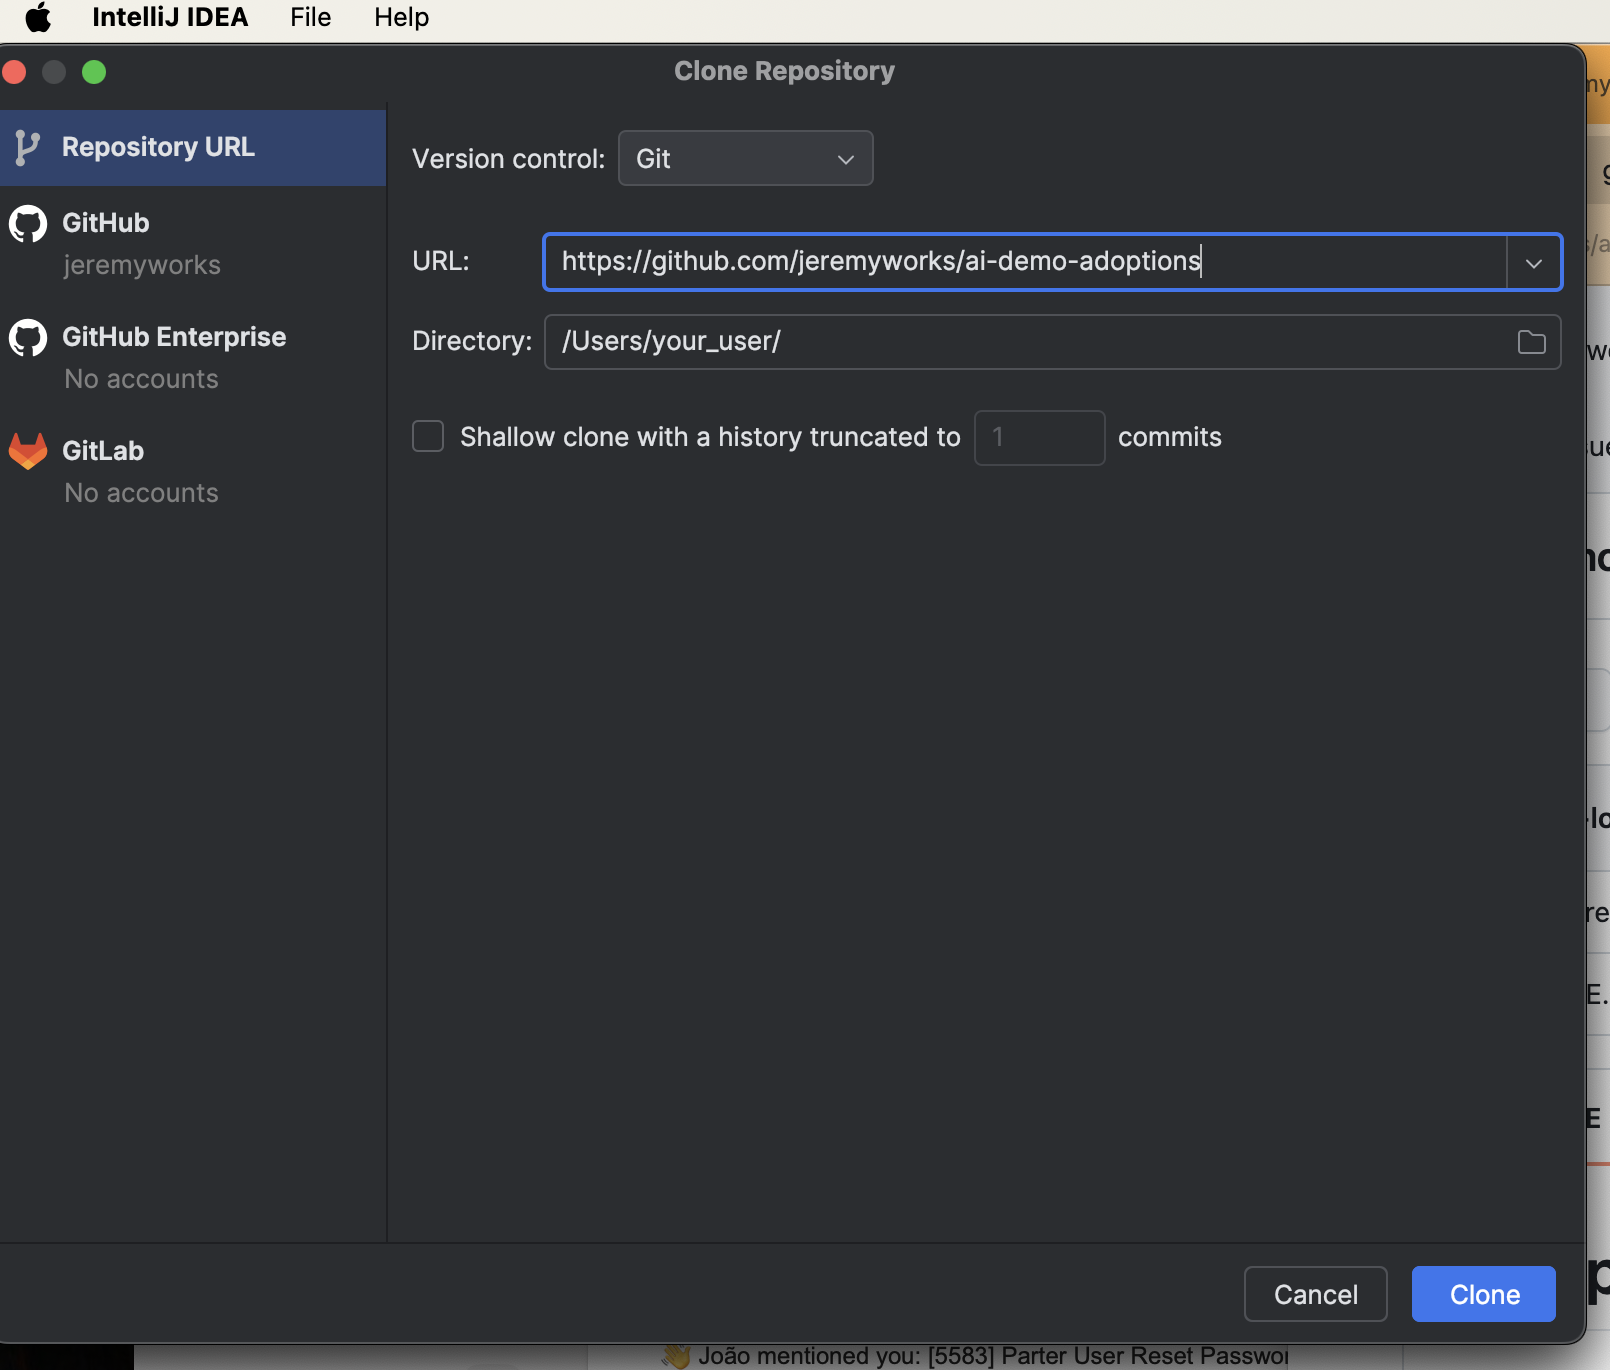 IntelliJ IDEA File Help
Clone Repository
Repository URL
GitHub
jeremyworks
GitHub Enterprise
No accounts
GitLab
No accounts
Version control: Git
URL: https://github.com/jeremyworks/ai-demo-adoptions
Directory: /Users/your_user/
Shallow clone with a history truncated to 1 commits
Cancel Clone
João mentioned you: [5583] Parter User Reset Passwor